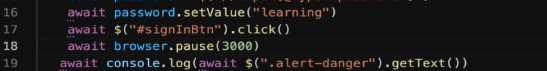 16 await password.setValue("learning")
17 await $("#signInBtn").click()
18 await browser.pause(3000)
19 await console.log(await $(".alert-danger").getText())